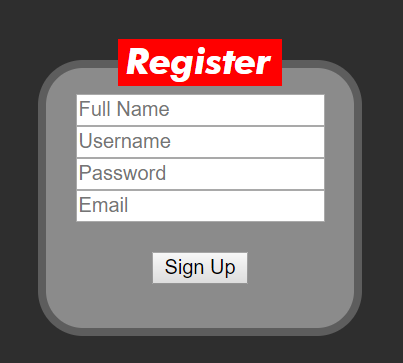 Register
Full Name
Username
Password
Email
Sign Up